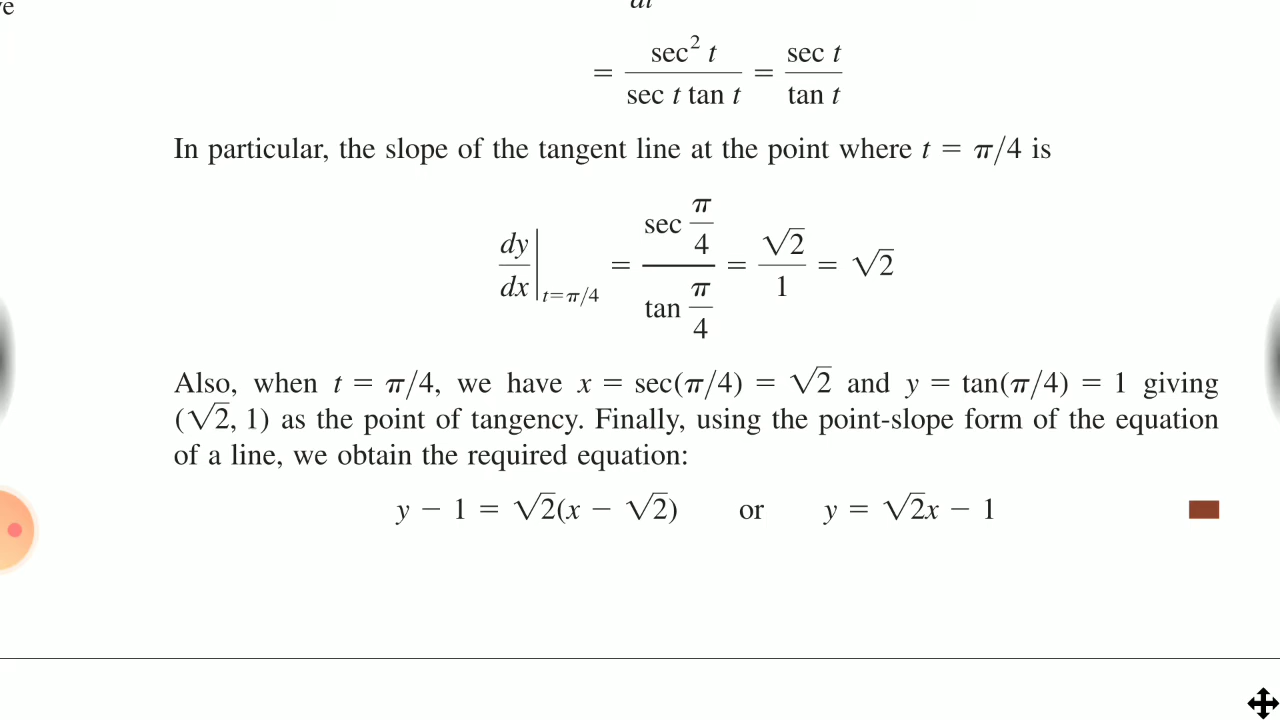 ve
dt
= sec² t / sec t tan t = sec t / tan t
In particular, the slope of the tangent line at the point where t = π/4 is
dy/dx |t=π/4 = sec π/4 / tan π/4 = √2/1 = √2
Also, when t = π/4, we have x = sec(π/4) = √2 and y = tan(π/4) = 1 giving
(√2, 1) as the point of tangency. Finally, using the point-slope form of the equation
of a line, we obtain the required equation:
y − 1 = √2(x − √2) or y = √2x − 1